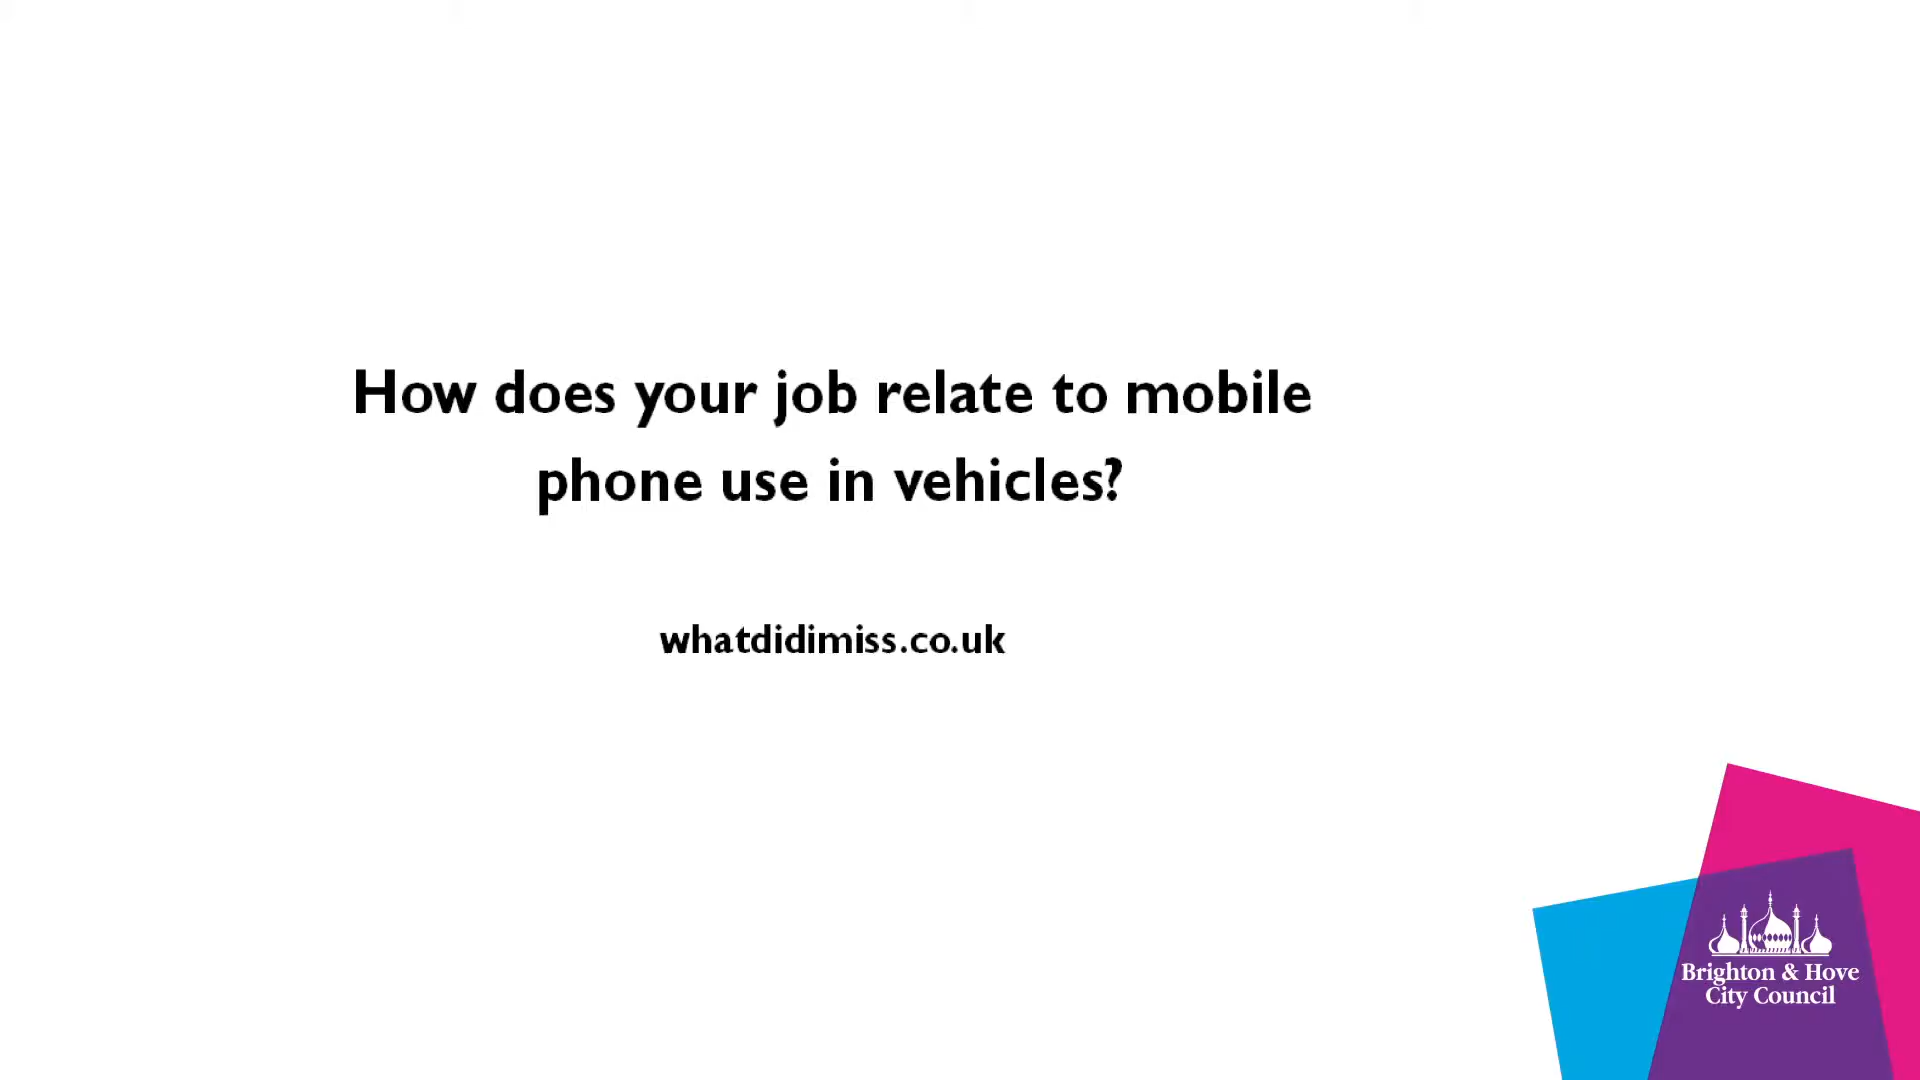 How does your job relate to mobile
phone use in vehicles?
whatdidimiss.co.uk
Brighton & Hove
City Council